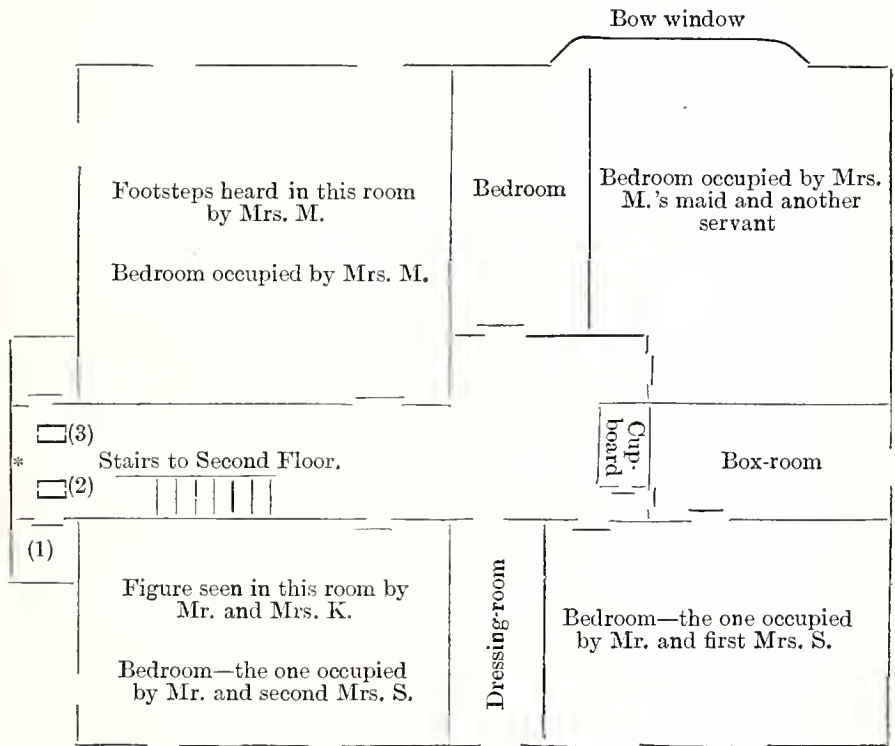 Bow window
Footsteps heard in this room
by Mrs. M.
Bedroom occupied by Mrs. M.
Bedroom
Bedroom occupied by Mrs.
M.'s maid and another
servant
(3)
*
Stairs to Second Floor.
(2)
Cup-
board
Box-room
(1)
Figure seen in this room by
Mr. and Mrs. K.
Bedroom—the one occupied
by Mr. and second Mrs. S.
Dressing-room
Bedroom—the one occupied
by Mr. and first Mrs. S.